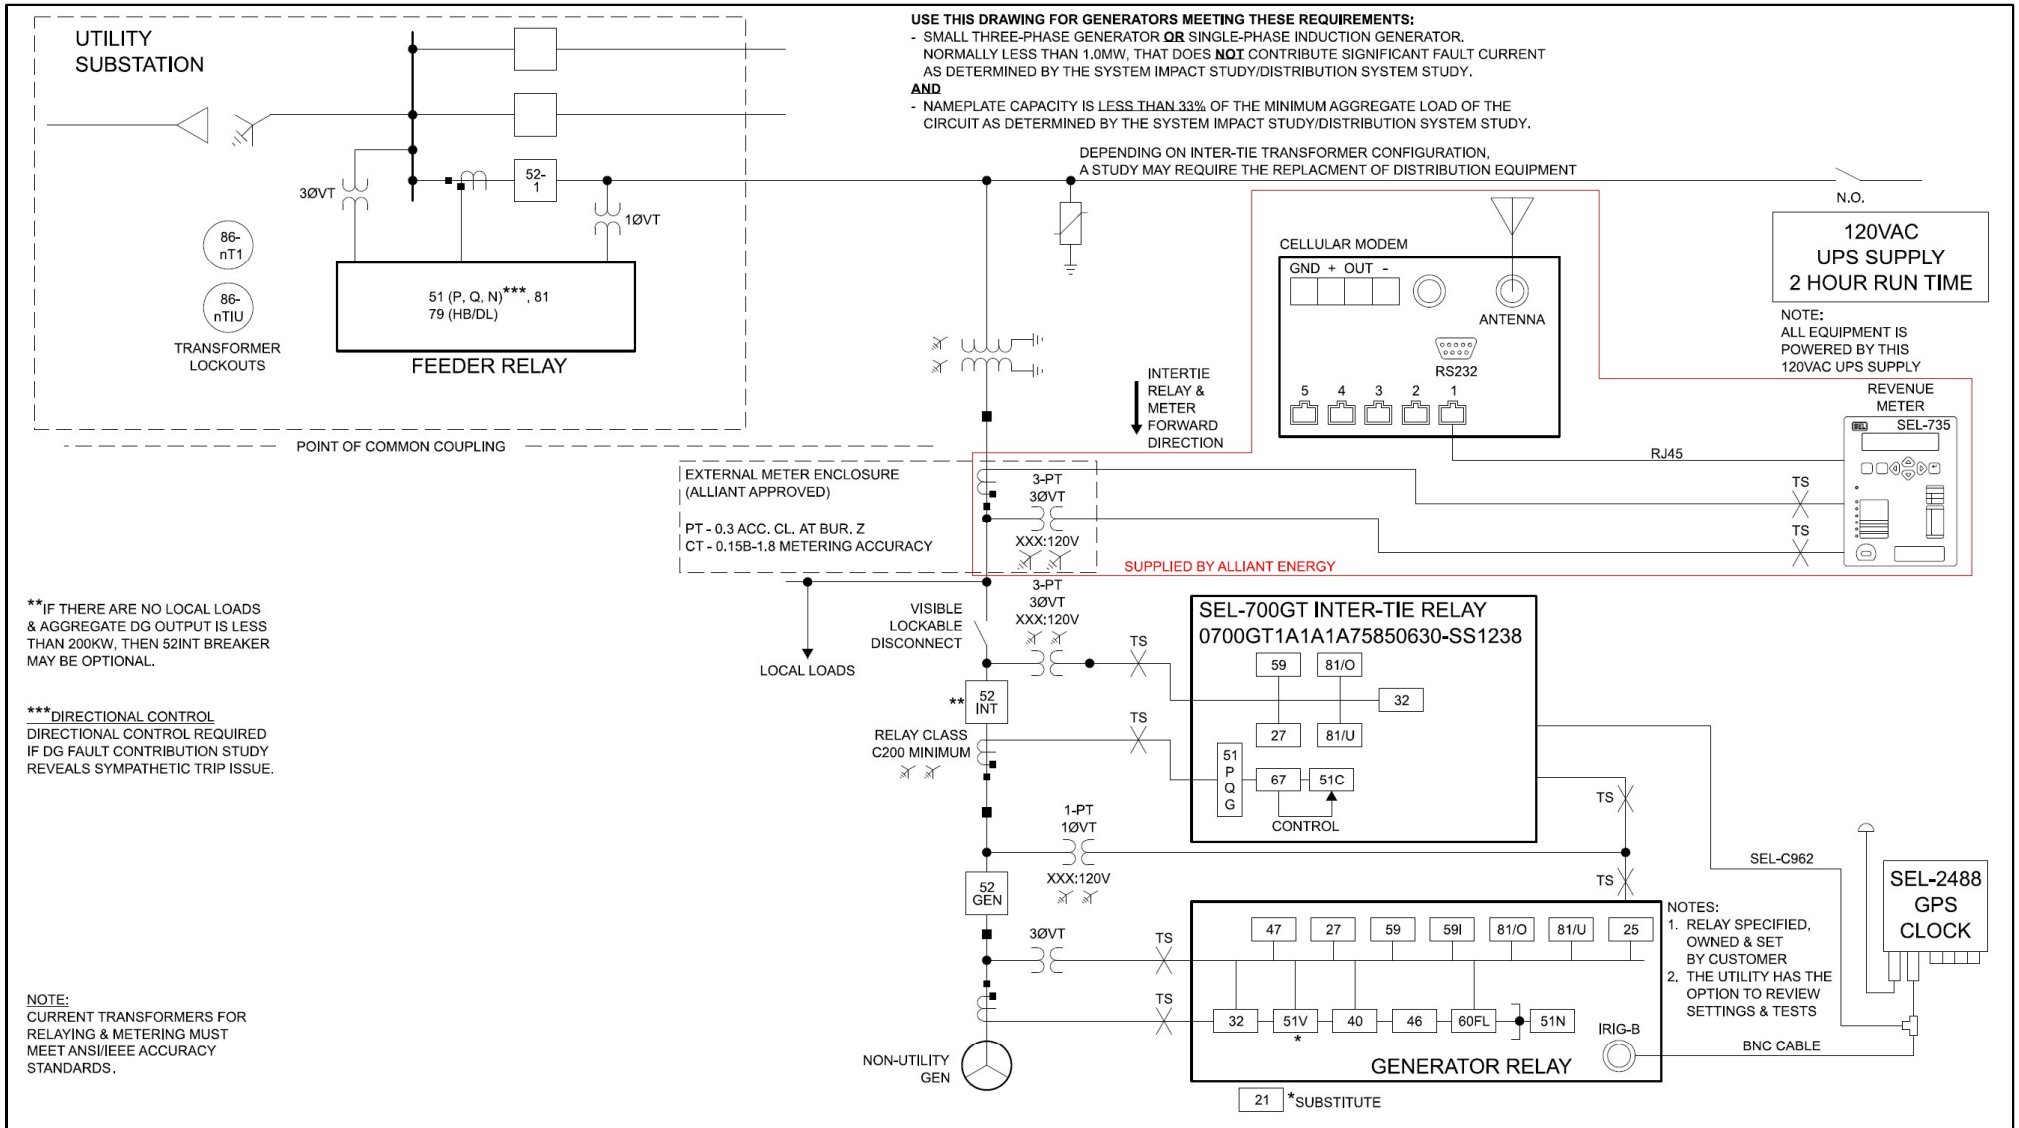 UTILITY
SUBSTATION
USE THIS DRAWING FOR GENERATORS MEETING THESE REQUIREMENTS:
- SMALL THREE-PHASE GENERATOR OR SINGLE-PHASE INDUCTION GENERATOR.
NORMALLY LESS THAN 1.0MW, THAT DOES NOT CONTRIBUTE SIGNIFICANT FAULT CURRENT
AS DETERMINED BY THE SYSTEM IMPACT STUDY/DISTRIBUTION SYSTEM STUDY.
AND
- NAMEPLATE CAPACITY IS LESS THAN 33% OF THE MINIMUM AGGREGATE LOAD OF THE
CIRCUIT AS DETERMINED BY THE SYSTEM IMPACT STUDY/DISTRIBUTION SYSTEM STUDY.
DEPENDING ON INTER-TIE TRANSFORMER CONFIGURATION,
A STUDY MAY REQUIRE THE REPLACMENT OF DISTRIBUTION EQUIPMENT
52-
1
3ØVT
1ØVT
N.O.
86-
nT1
86-
nTIU
TRANSFORMER
LOCKOUTS
51 (P, Q, N)***, 81
79 (HB/DL)
FEEDER RELAY
120VAC
UPS SUPPLY
2 HOUR RUN TIME
NOTE:
ALL EQUIPMENT IS
POWERED BY THIS
120VAC UPS SUPPLY
CELLULAR MODEM
GND + OUT -
ANTENNA
RS232
5 4 3 2 1
INTERTIE
RELAY &
METER
FORWARD
DIRECTION
REVENUE
METER
SEL
SEL-735
RJ45
TS
TS
POINT OF COMMON COUPLING
EXTERNAL METER ENCLOSURE
(ALLIANT APPROVED)
PT - 0.3 ACC. CL. AT BUR. Z
CT - 0.15B-1.8 METERING ACCURACY
3-PT
3ØVT
XXX:120V
SUPPLIED BY ALLIANT ENERGY
**IF THERE ARE NO LOCAL LOADS
& AGGREGATE DG OUTPUT IS LESS
THAN 200KW, THEN 52INT BREAKER
MAY BE OPTIONAL.
***DIRECTIONAL CONTROL
DIRECTIONAL CONTROL REQUIRED
IF DG FAULT CONTRIBUTION STUDY
REVEALS SYMPATHETIC TRIP ISSUE.
LOCAL LOADS
VISIBLE
LOCKABLE
DISCONNECT
3-PT
3ØVT
XXX:120V
TS
**
52
INT
RELAY CLASS
C200 MINIMUM
TS
SEL-700GT INTER-TIE RELAY
0700GT1A1A1A75850630-SS1238
59
81/O
32
27
81/U
51
P
Q
G
67
51C
CONTROL
TS
1-PT
1ØVT
XXX:120V
TS
52
GEN
SEL-C962
SEL-2488
GPS
CLOCK
3ØVT
TS
TS
47
27
59
59I
81/O
81/U
25
32
51V
*
40
46
60FL
51N
IRIG-B
GENERATOR RELAY
NOTES:
1. RELAY SPECIFIED,
OWNED & SET
BY CUSTOMER
2. THE UTILITY HAS THE
OPTION TO REVIEW
SETTINGS & TESTS
BNC CABLE
NON-UTILITY
GEN
21
*SUBSTITUTE
NOTE:
CURRENT TRANSFORMERS FOR
RELAYING & METERING MUST
MEET ANSI/IEEE ACCURACY
STANDARDS.